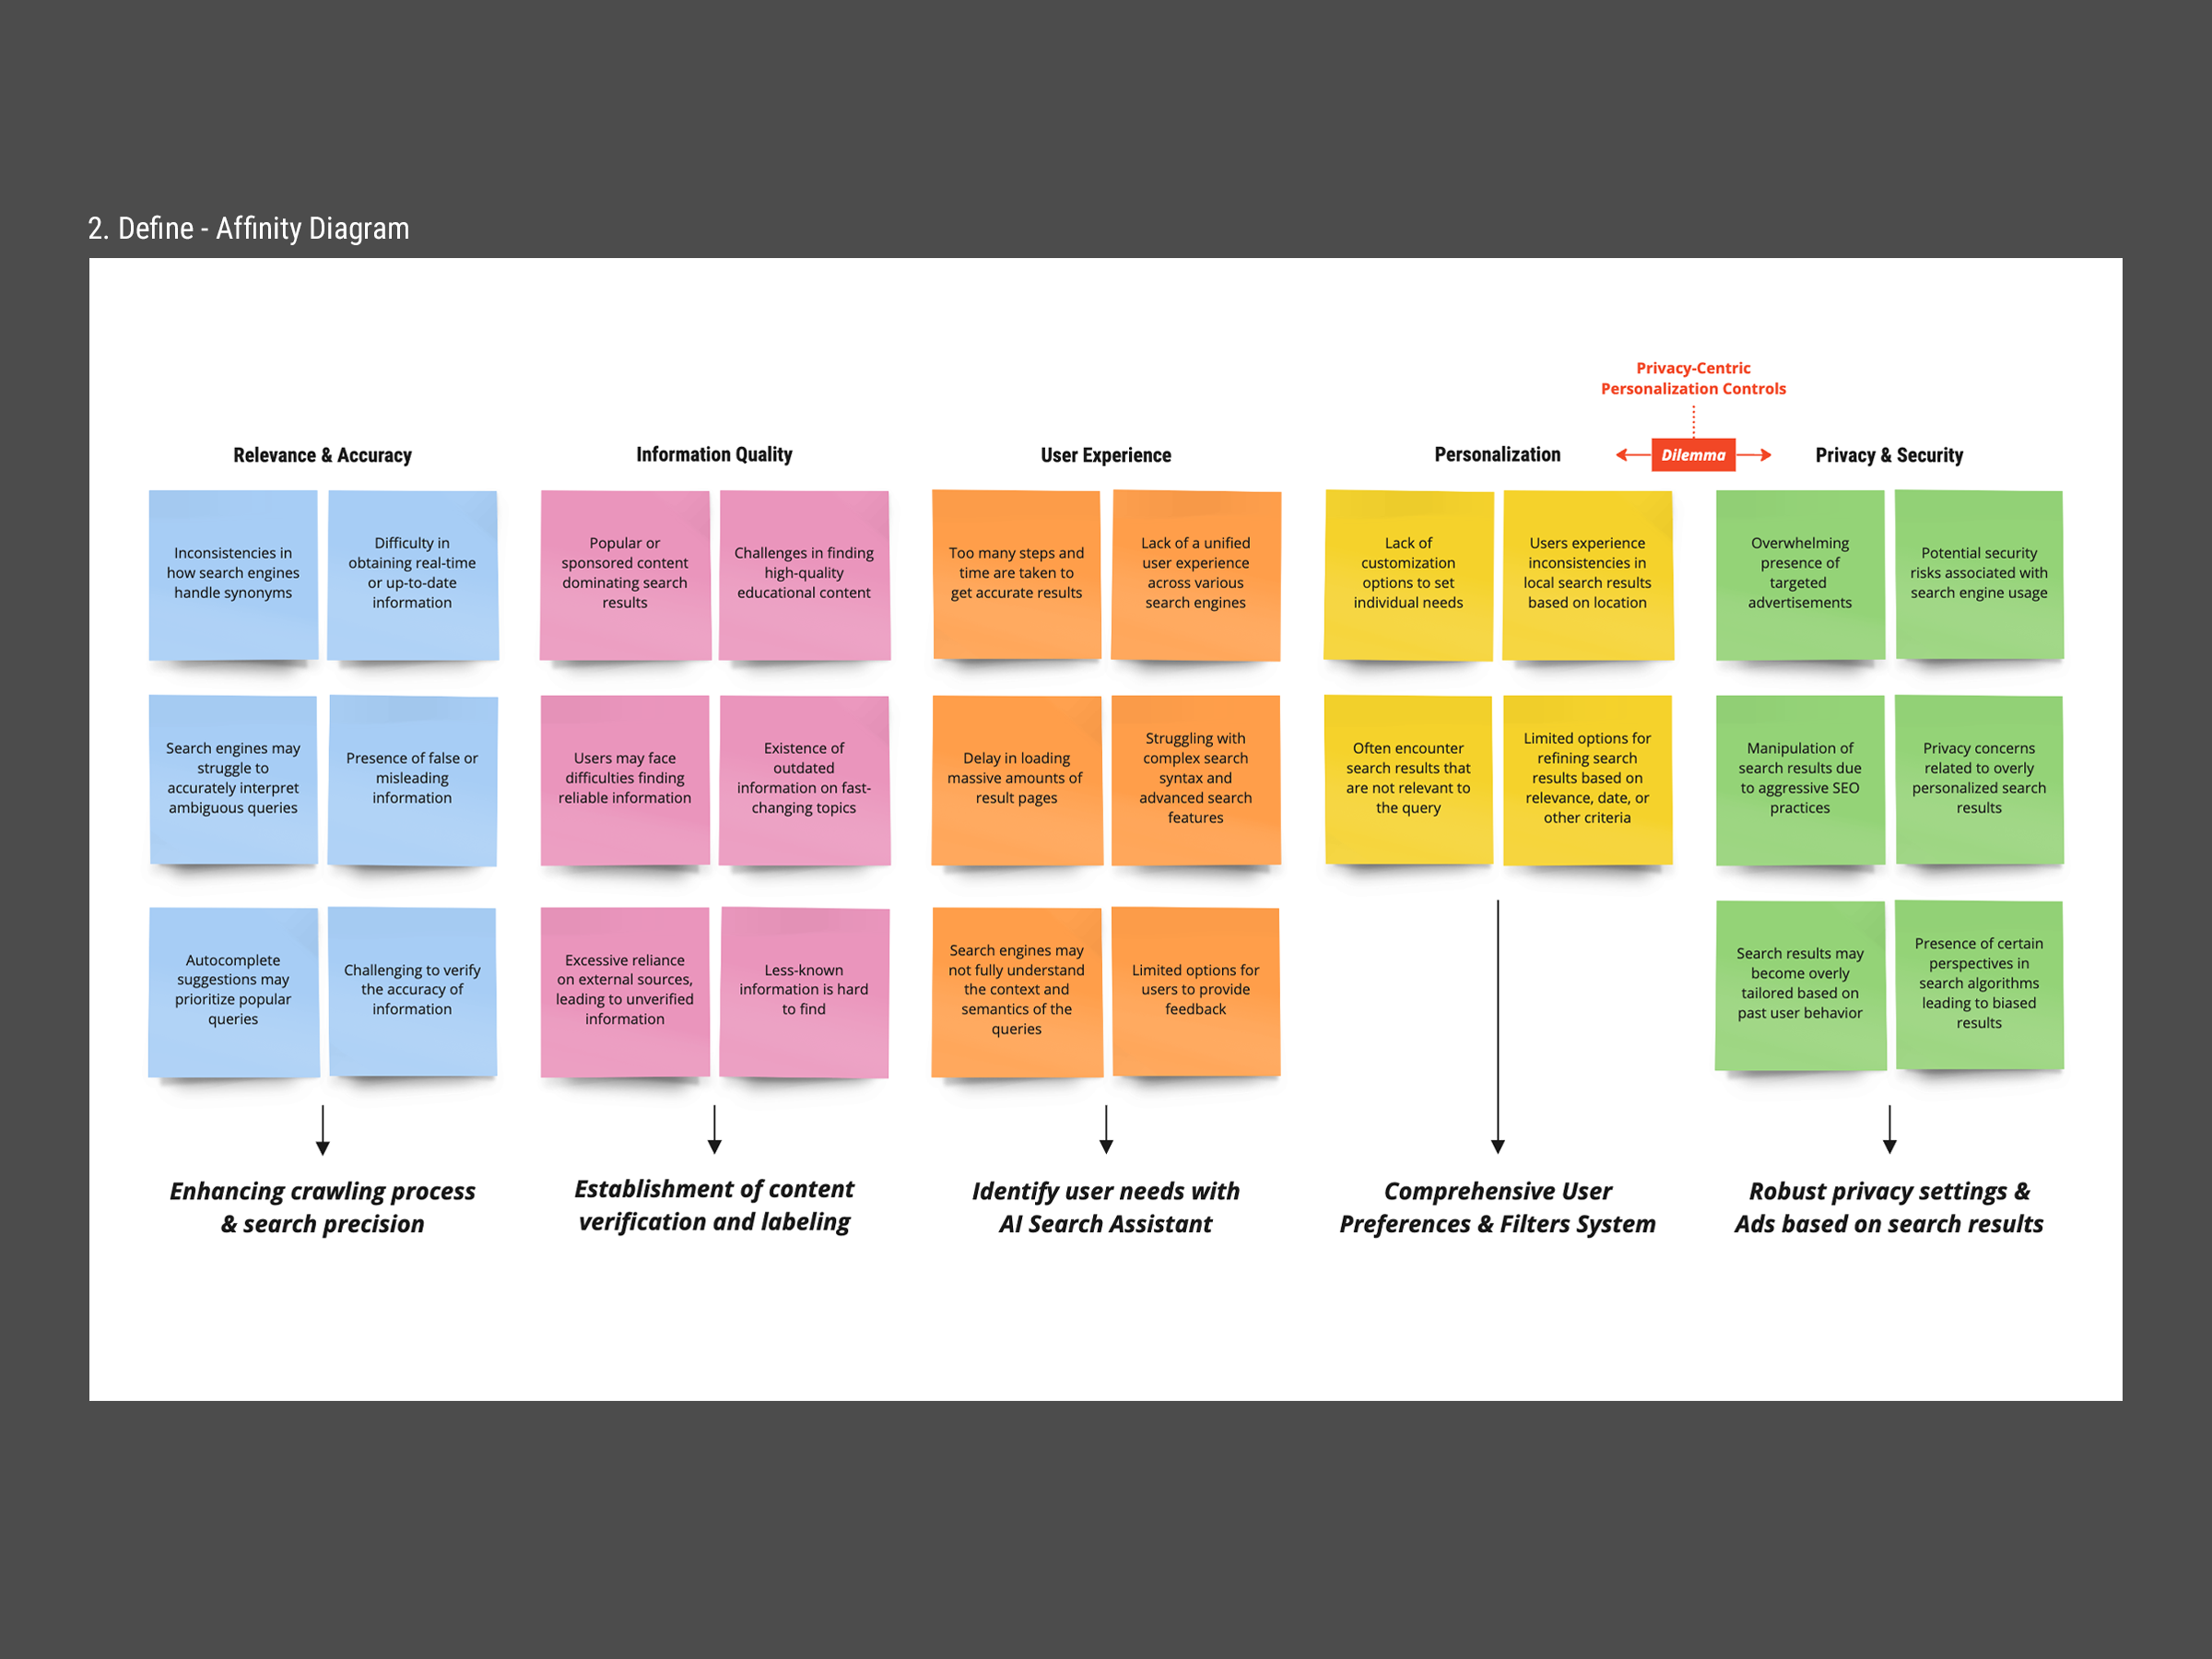 2. Define - Affinity Diagram
Privacy-Centric
Personalization Controls
Relevance & Accuracy
Information Quality
User Experience
Personalization
Dilemma
Privacy & Security
Inconsistencies in
how search engines
handle synonyms
Difficulty in
obtaining real-time
or up-to-date
information
Popular or
sponsored content
dominating search
results
Challenges in finding
high-quality
educational content
Too many steps and
time are taken to
get accurate results
Lack of a unified
user experience
across various
search engines
Lack of
customization
options to set
individual needs
Users experience
inconsistencies in
local search results
based on location
Overwhelming
presence of
targeted
advertisements
Potential security
risks associated with
search engine usage
Search engines may
struggle to
accurately interpret
ambiguous queries
Presence of false or
misleading
information
Users may face
difficulties finding
reliable information
Existence of
outdated
information on fast-
changing topics
Delay in loading
massive amounts of
result pages
Struggling with
complex search
syntax and
advanced search
features
Often encounter
search results that
are not relevant to
the query
Limited options for
refining search
results based on
relevance, date, or
other criteria
Manipulation of
search results due
to aggressive SEO
practices
Privacy concerns
related to overly
personalized search
results
Autocomplete
suggestions may
prioritize popular
queries
Challenging to verify
the accuracy of
information
Excessive reliance
on external sources,
leading to unverified
information
Less-known
information is hard
to find
Search engines may
not fully understand
the context and
semantics of the
queries
Limited options for
users to provide
feedback
Search results may
become overly
tailored based on
past user behavior
Presence of certain
perspectives in
search algorithms
leading to biased
results
Enhancing crawling process
& search precision
Establishment of content
verification and labeling
Identify user needs with
AI Search Assistant
Comprehensive User
Preferences & Filters System
Robust privacy settings &
Ads based on search results